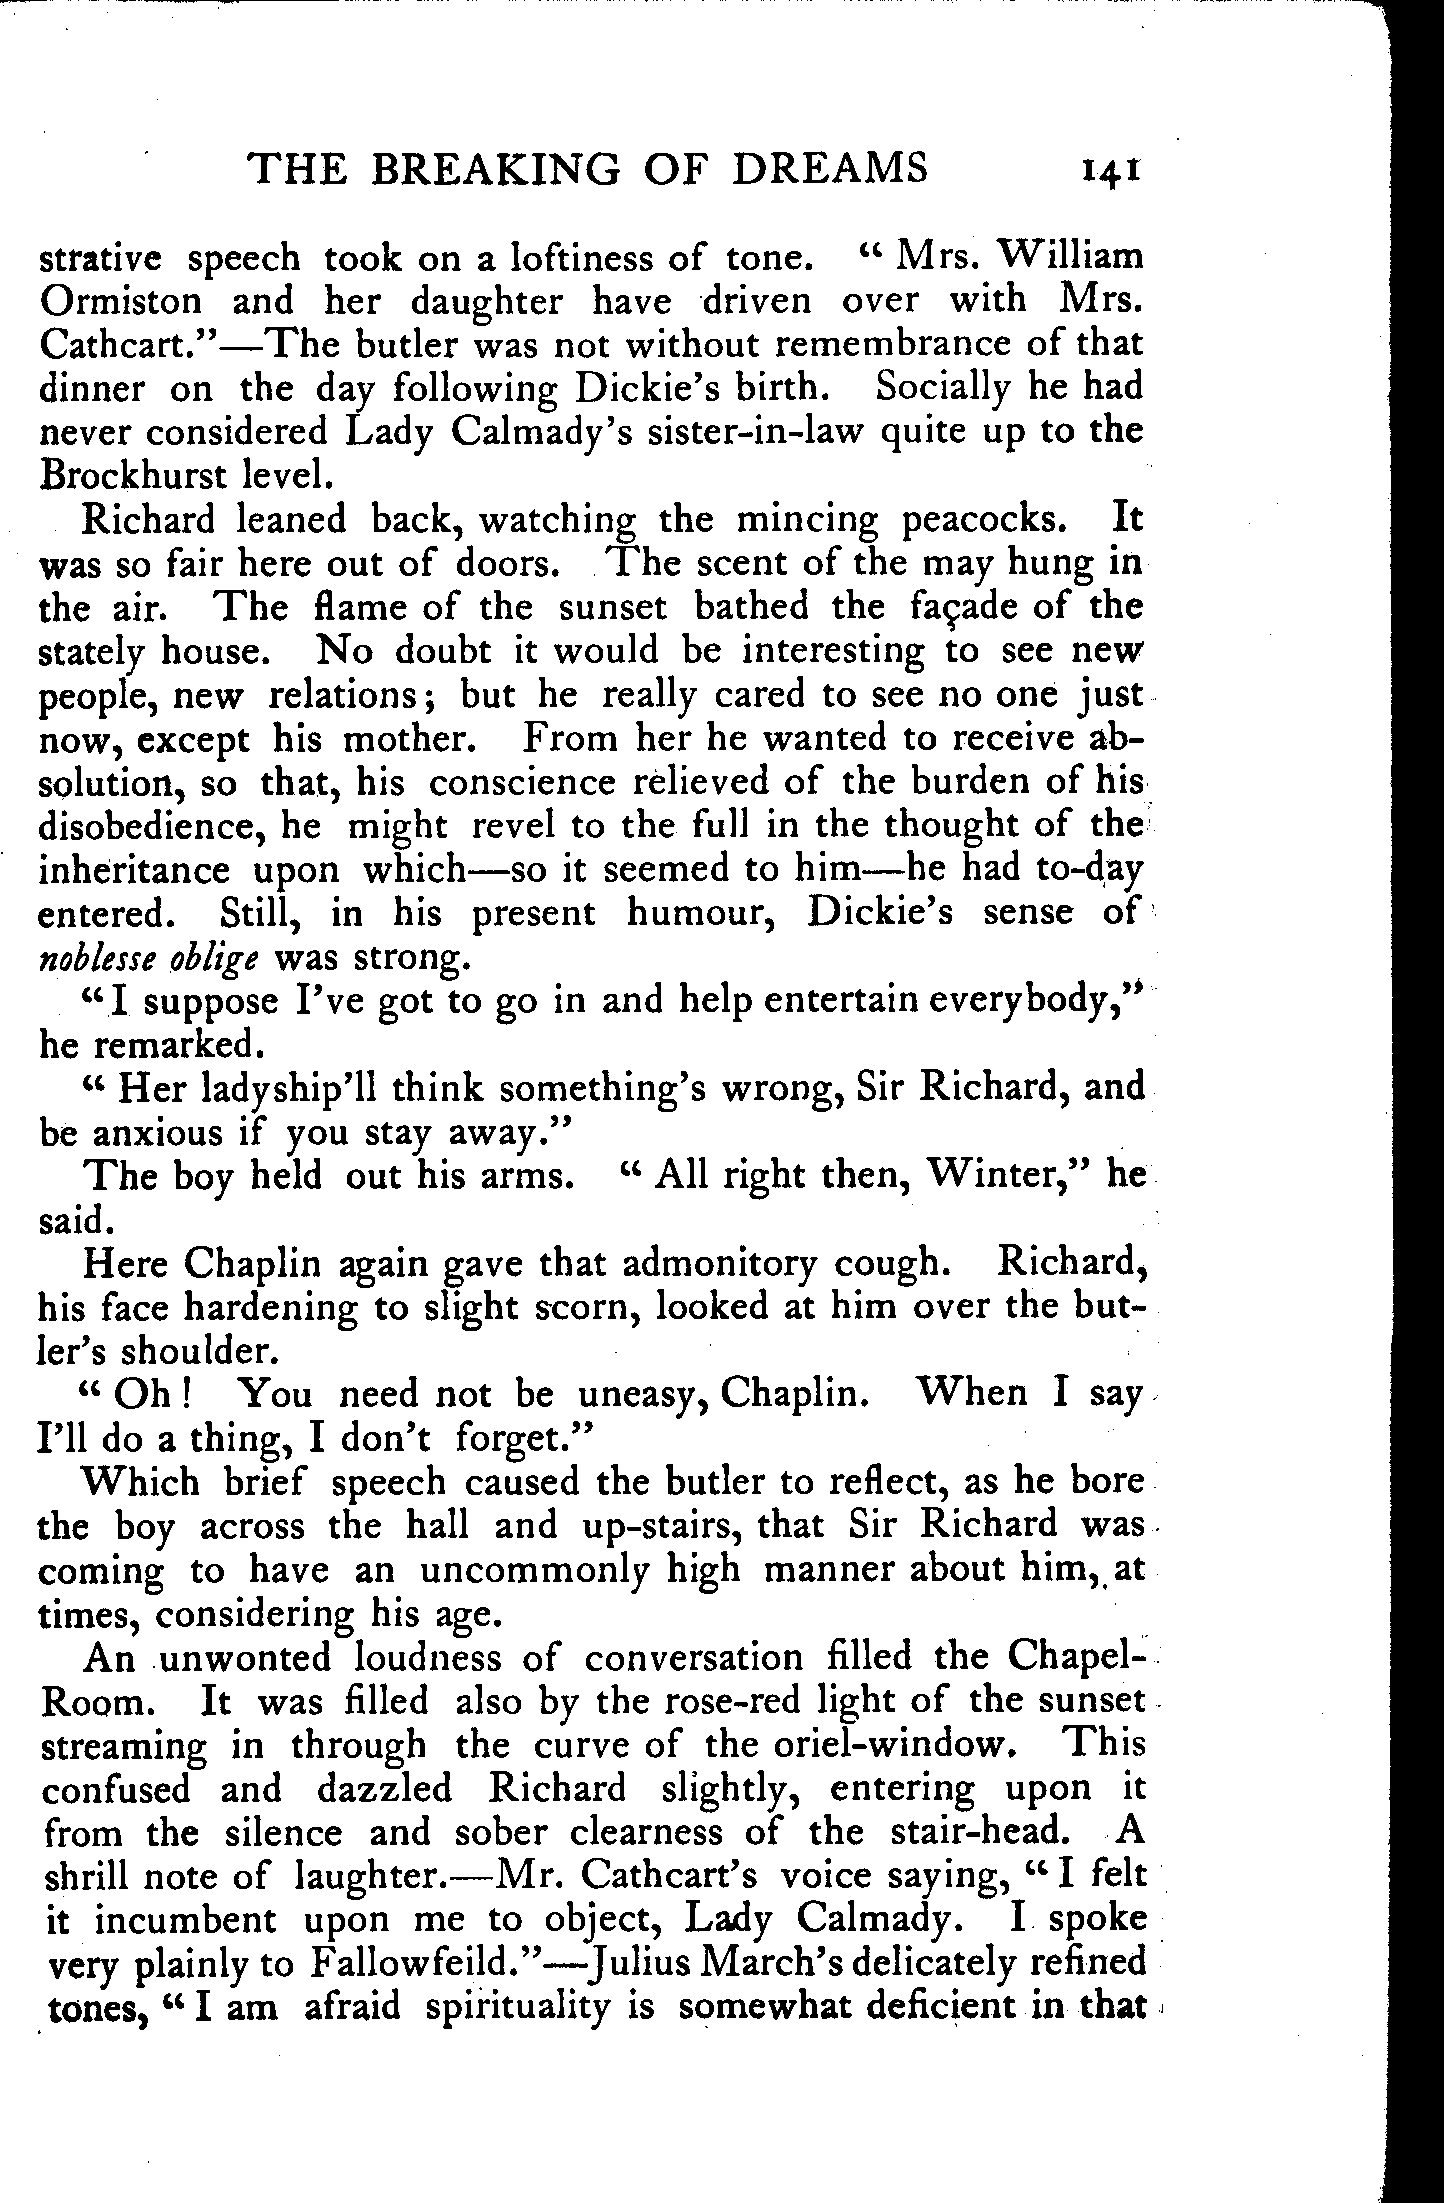 THE BREAKING OF DREAMS 141
strative speech took on a loftiness of tone. “ Mrs. William
Ormiston and her daughter have driven over with Mrs.
Cathcart.”—The butler was not without remembrance of that
dinner on the day following Dickie’s birth. Socially he had
never considered Lady Calmady’s sister-in-law quite up to the
Brockhurst level.
Richard leaned back, watching the mincing peacocks. It
was so fair here out of doors. The scent of the may hung in
the air. The flame of the sunset bathed the façade of the
stately house. No doubt it would be interesting to see new
people, new relations; but he really cared to see no one just
now, except his mother. From her he wanted to receive ab-
solution, so that, his conscience relieved of the burden of his
disobedience, he might revel to the full in the thought of the
inheritance upon which—so it seemed to him—he had to-day
entered. Still, in his present humour, Dickie’s sense of
noblesse oblige was strong.
“ I suppose I’ve got to go in and help entertain everybody,”
he remarked.
“ Her ladyship’ll think something’s wrong, Sir Richard, and
be anxious if you stay away.”
The boy held out his arms. “ All right then, Winter,” he
said.
Here Chaplin again gave that admonitory cough. Richard,
his face hardening to slight scorn, looked at him over the but-
ler’s shoulder.
“ Oh ! You need not be uneasy, Chaplin. When I say
I’ll do a thing, I don’t forget.”
Which brief speech caused the butler to reflect, as he bore
the boy across the hall and up-stairs, that Sir Richard was
coming to have an uncommonly high manner about him, at
times, considering his age.
An unwonted loudness of conversation filled the Chapel-
Room. It was filled also by the rose-red light of the sunset
streaming in through the curve of the oriel-window. This
confused and dazzled Richard slightly, entering upon it
from the silence and sober clearness of the stair-head. A
shrill note of laughter.—Mr. Cathcart’s voice saying, “ I felt
it incumbent upon me to object, Lady Calmady. I spoke
very plainly to Fallowfeild.”—Julius March’s delicately refined
tones, “ I am afraid spirituality is somewhat deficient in that